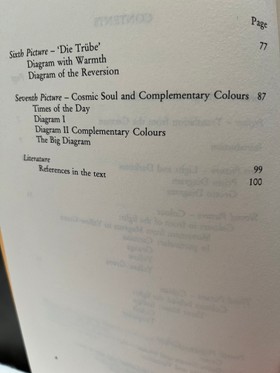 Page
Sixth Picture – 'Die Trübe' 77
Diagram with Warmth
Diagram of the Reversion
Seventh Picture – Cosmic Soul and Complementary Colours 87
Times of the Day
Diagram I
Diagram II Complementary Colours
The Big Diagram
Literature 99
References in the text 100